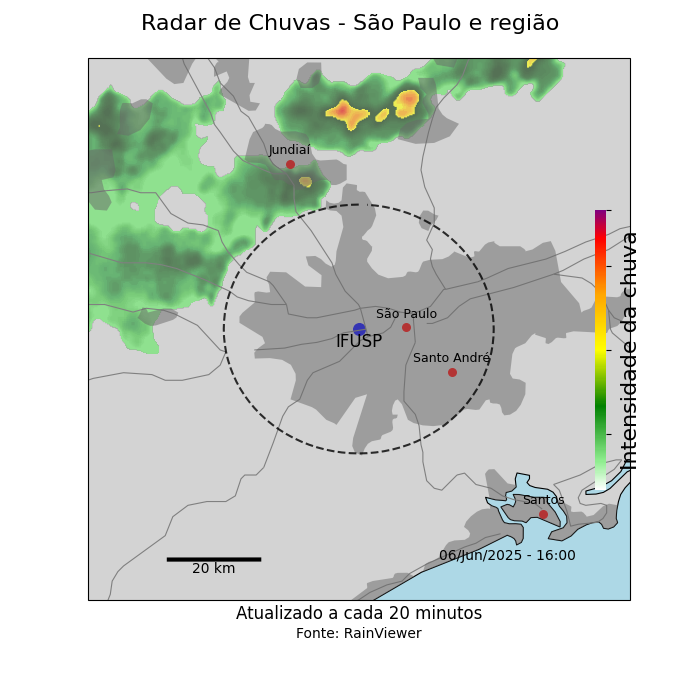 Radar de Chuvas - São Paulo e região
Jundiaí
São Paulo
IFUSP
Santo André
Intensidade da chuva
Santos
06/Jun/2025 - 16:00
20 km
Atualizado a cada 20 minutos
Fonte: RainViewer